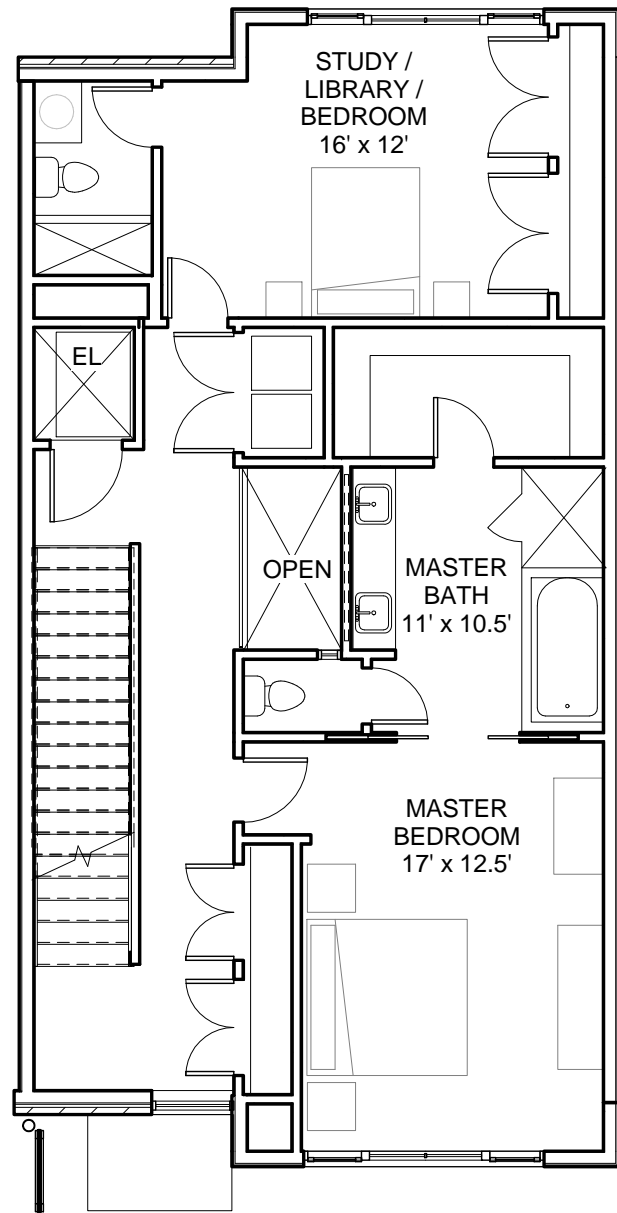 STUDY /
LIBRARY /
BEDROOM
16' x 12'
EL
OPEN
MASTER
BATH
11' x 10.5'
MASTER
BEDROOM
17' x 12.5'